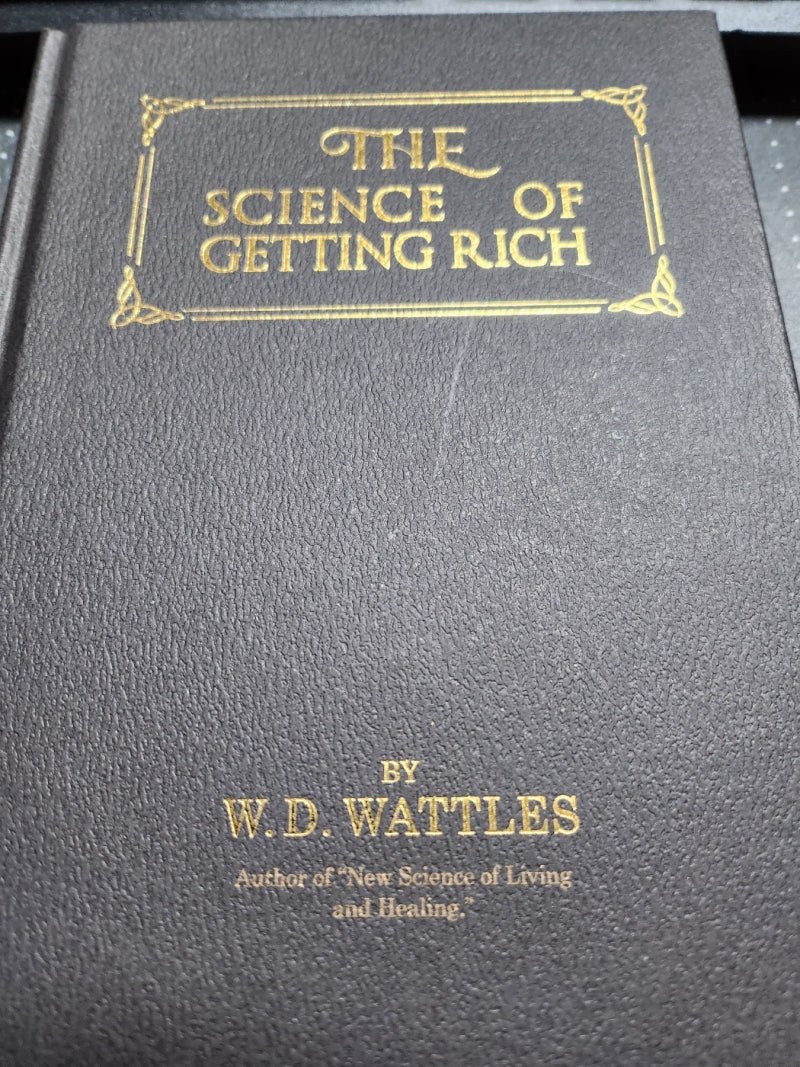 THE
SCIENCE OF
GETTING RICH
BY
W. D. WATTLES
Author of "New Science of Living
and Healing."